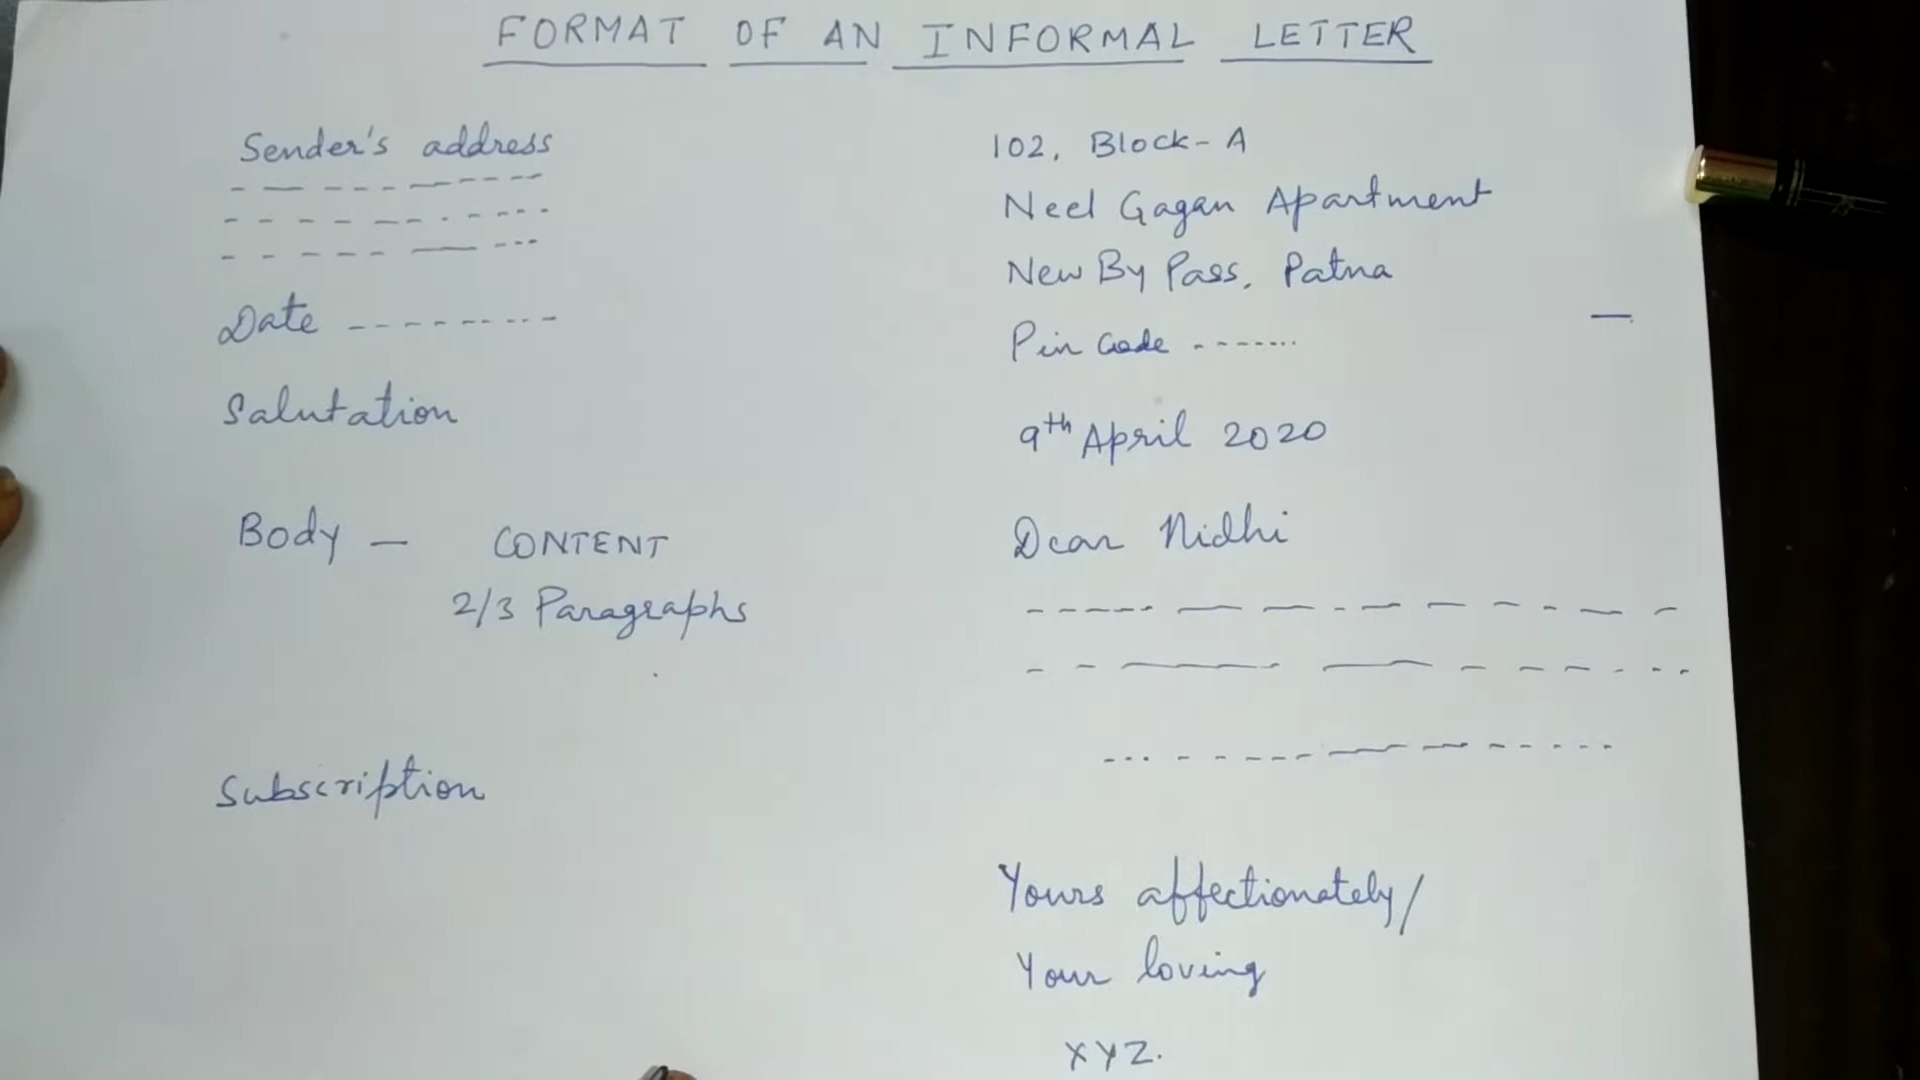 FORMAT OF AN INFORMAL LETTER
Sender's address
Date ---------
Salutation
Body - CONTENT
2/3 Paragraphs
Subscription
102, Block-A
Neel Gagan Apartment
New By Pass, Patna
Pin Code -------
9th April 2020
Dear Nidhi
Yours affectionately/
Your loving
XYZ.